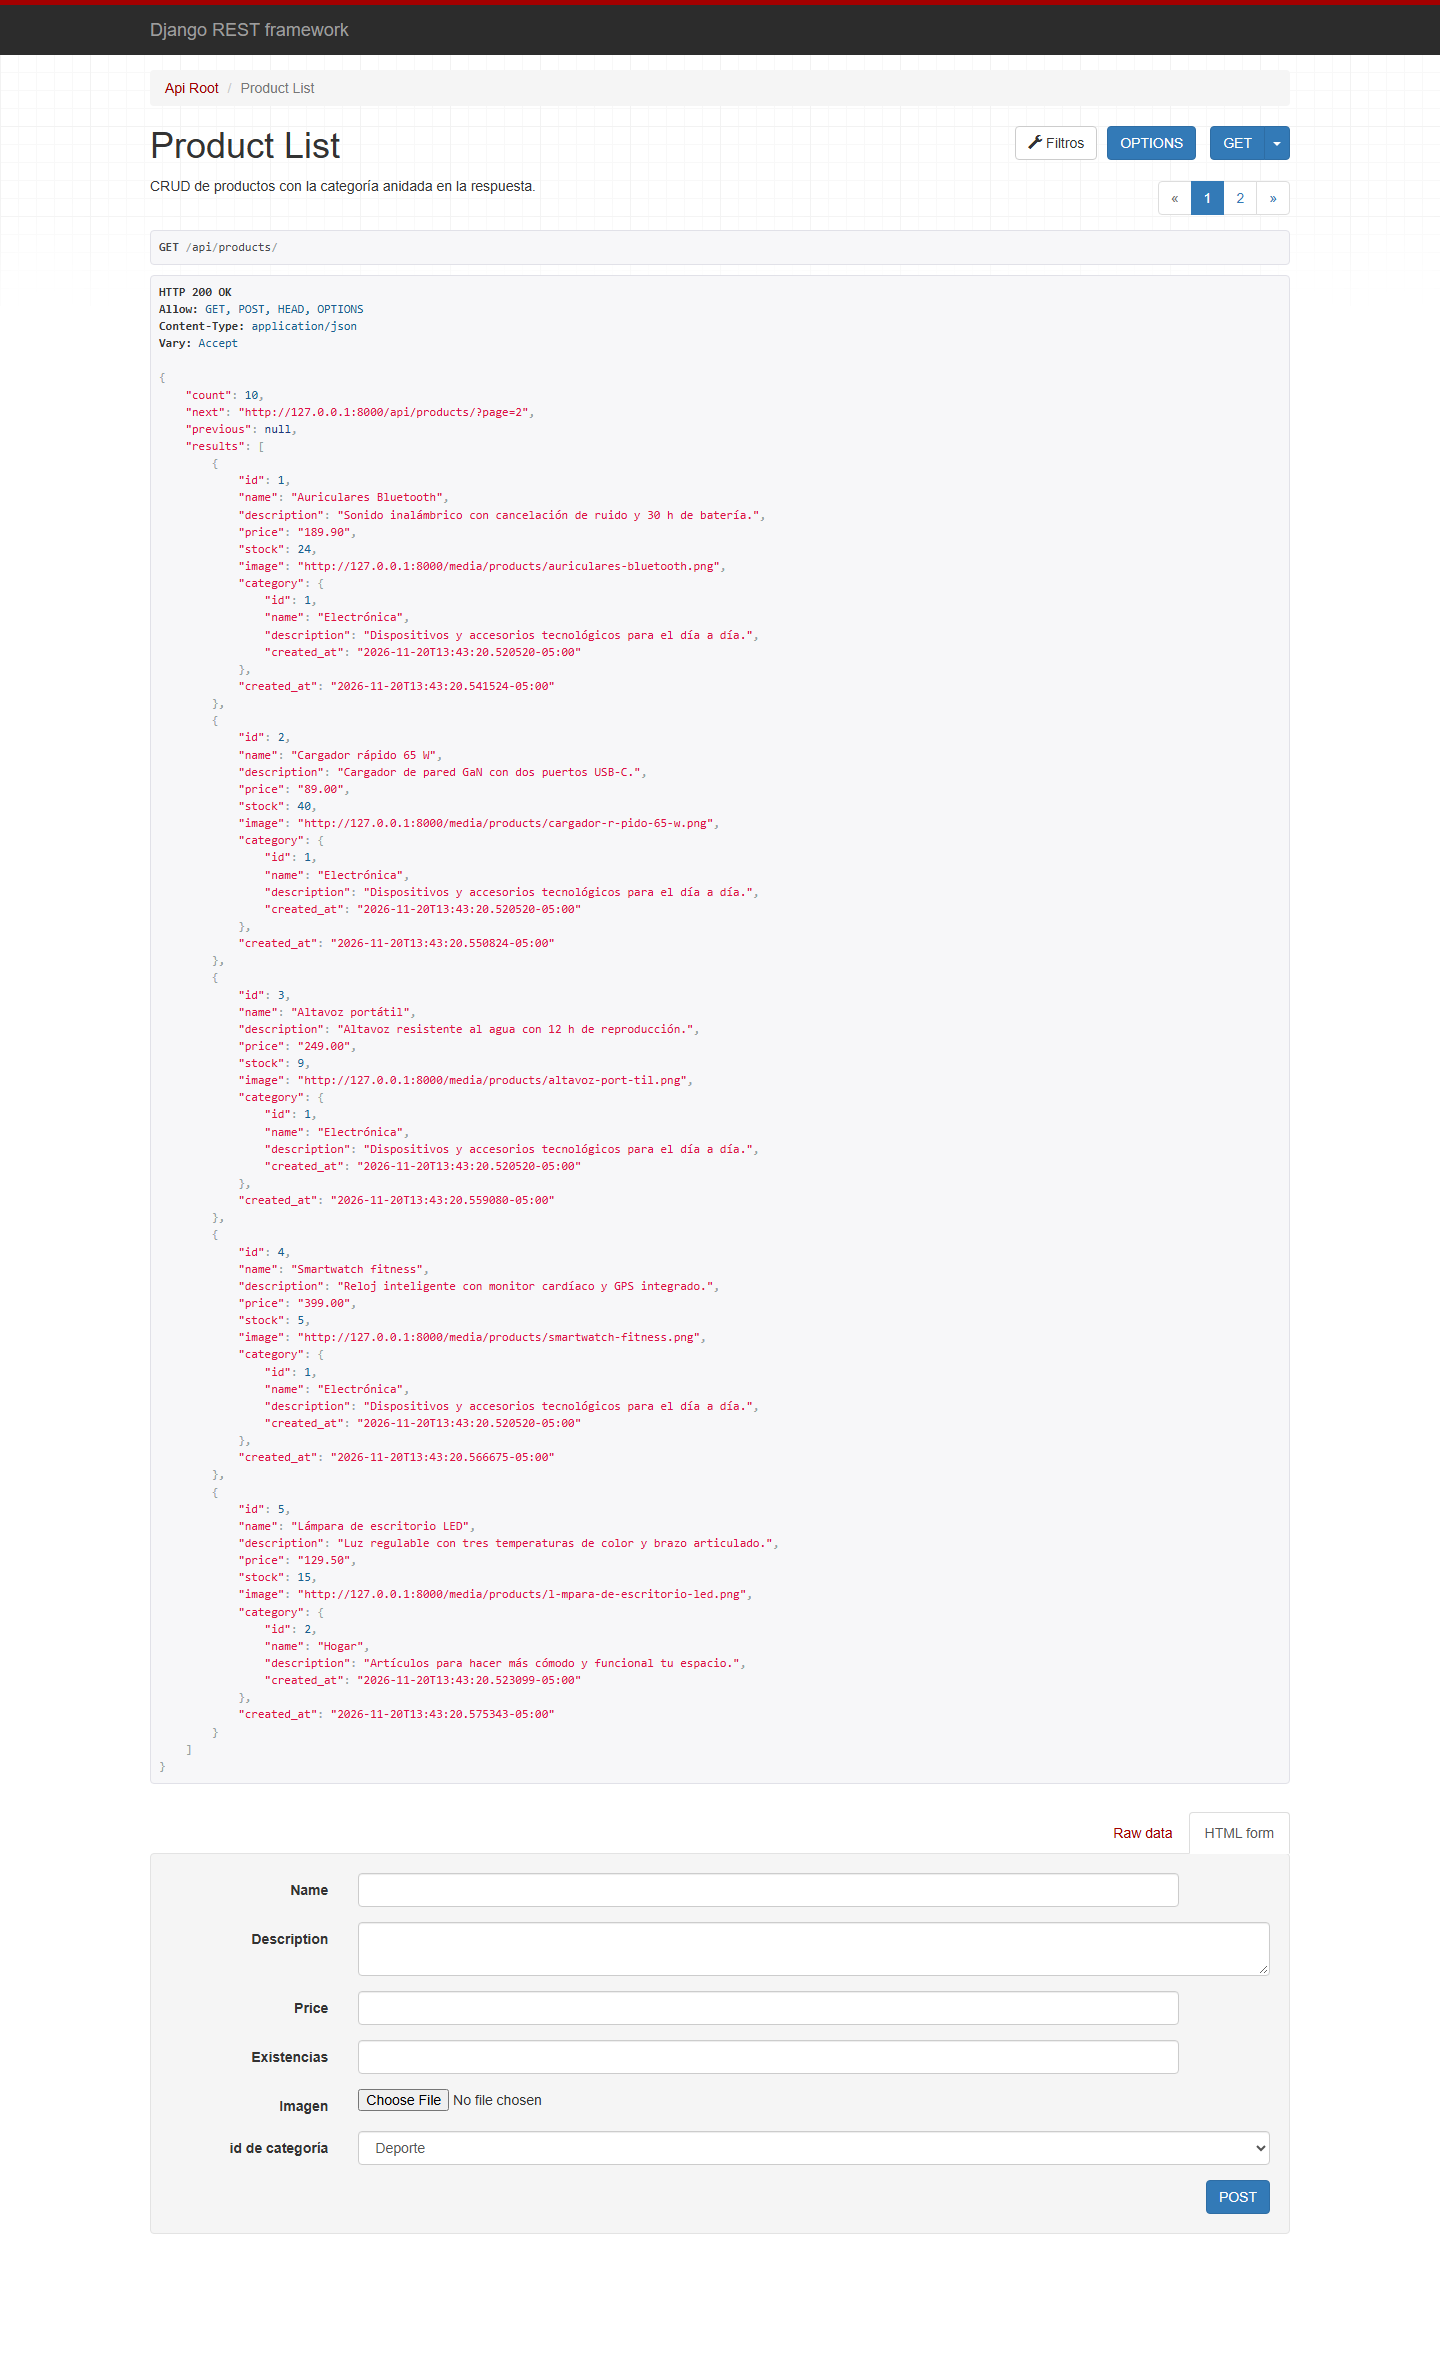 Django REST framework
Api Root / Product List
Product List
Filtros
OPTIONS
GET
CRUD de productos con la categoría anidada en la respuesta.
« 1 2 »
GET /api/products/
HTTP 200 OK
Allow: GET, POST, HEAD, OPTIONS
Content-Type: application/json
Vary: Accept
{
    "count": 10,
    "next": "http://127.0.0.1:8000/api/products/?page=2",
    "previous": null,
    "results": [
        {
            "id": 1,
            "name": "Auriculares Bluetooth",
            "description": "Sonido inalámbrico con cancelación de ruido y 30 h de batería.",
            "price": "189.90",
            "stock": 24,
            "image": "http://127.0.0.1:8000/media/products/auriculares-bluetooth.png",
            "category": {
                "id": 1,
                "name": "Electrónica",
                "description": "Dispositivos y accesorios tecnológicos para el día a día.",
                "created_at": "2026-11-20T13:43:20.520520-05:00"
            },
            "created_at": "2026-11-20T13:43:20.541524-05:00"
        },
        {
            "id": 2,
            "name": "Cargador rápido 65 W",
            "description": "Cargador de pared GaN con dos puertos USB-C.",
            "price": "89.00",
            "stock": 40,
            "image": "http://127.0.0.1:8000/media/products/cargador-r-pido-65-w.png",
            "category": {
                "id": 1,
                "name": "Electrónica",
                "description": "Dispositivos y accesorios tecnológicos para el día a día.",
                "created_at": "2026-11-20T13:43:20.520520-05:00"
            },
            "created_at": "2026-11-20T13:43:20.550824-05:00"
        },
        {
            "id": 3,
            "name": "Altavoz portátil",
            "description": "Altavoz resistente al agua con 12 h de reproducción.",
            "price": "249.00",
            "stock": 9,
            "image": "http://127.0.0.1:8000/media/products/altavoz-port-til.png",
            "category": {
                "id": 1,
                "name": "Electrónica",
                "description": "Dispositivos y accesorios tecnológicos para el día a día.",
                "created_at": "2026-11-20T13:43:20.520520-05:00"
            },
            "created_at": "2026-11-20T13:43:20.559080-05:00"
        },
        {
            "id": 4,
            "name": "Smartwatch fitness",
            "description": "Reloj inteligente con monitor cardíaco y GPS integrado.",
            "price": "399.00",
            "stock": 5,
            "image": "http://127.0.0.1:8000/media/products/smartwatch-fitness.png",
            "category": {
                "id": 1,
                "name": "Electrónica",
                "description": "Dispositivos y accesorios tecnológicos para el día a día.",
                "created_at": "2026-11-20T13:43:20.520520-05:00"
            },
            "created_at": "2026-11-20T13:43:20.566675-05:00"
        },
        {
            "id": 5,
            "name": "Lámpara de escritorio LED",
            "description": "Luz regulable con tres temperaturas de color y brazo articulado.",
            "price": "129.50",
            "stock": 15,
            "image": "http://127.0.0.1:8000/media/products/l-mpara-de-escritorio-led.png",
            "category": {
                "id": 2,
                "name": "Hogar",
                "description": "Artículos para hacer más cómodo y funcional tu espacio.",
                "created_at": "2026-11-20T13:43:20.523099-05:00"
            },
            "created_at": "2026-11-20T13:43:20.575343-05:00"
        }
    ]
}
Raw data
HTML form
Name
Description
Price
Existencias
Imagen
Choose File No file chosen
id de categoría
Deporte
POST